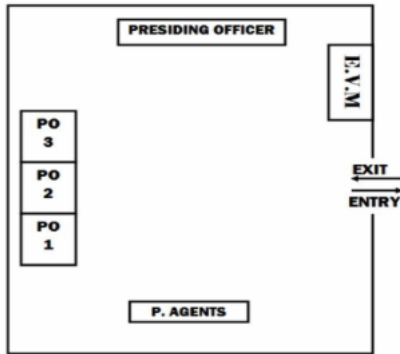 PRESIDING OFFICER
E.V.M
PO
3
PO
2
PO
1
EXIT
ENTRY
P. AGENTS